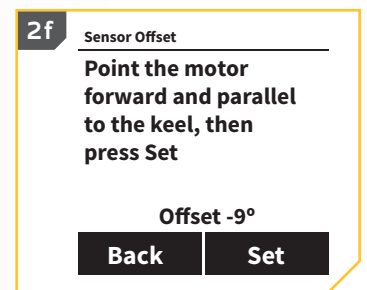 2f
Sensor Offset
Point the motor
forward and parallel
to the keel, then
press Set
Offset -9º
Back Set